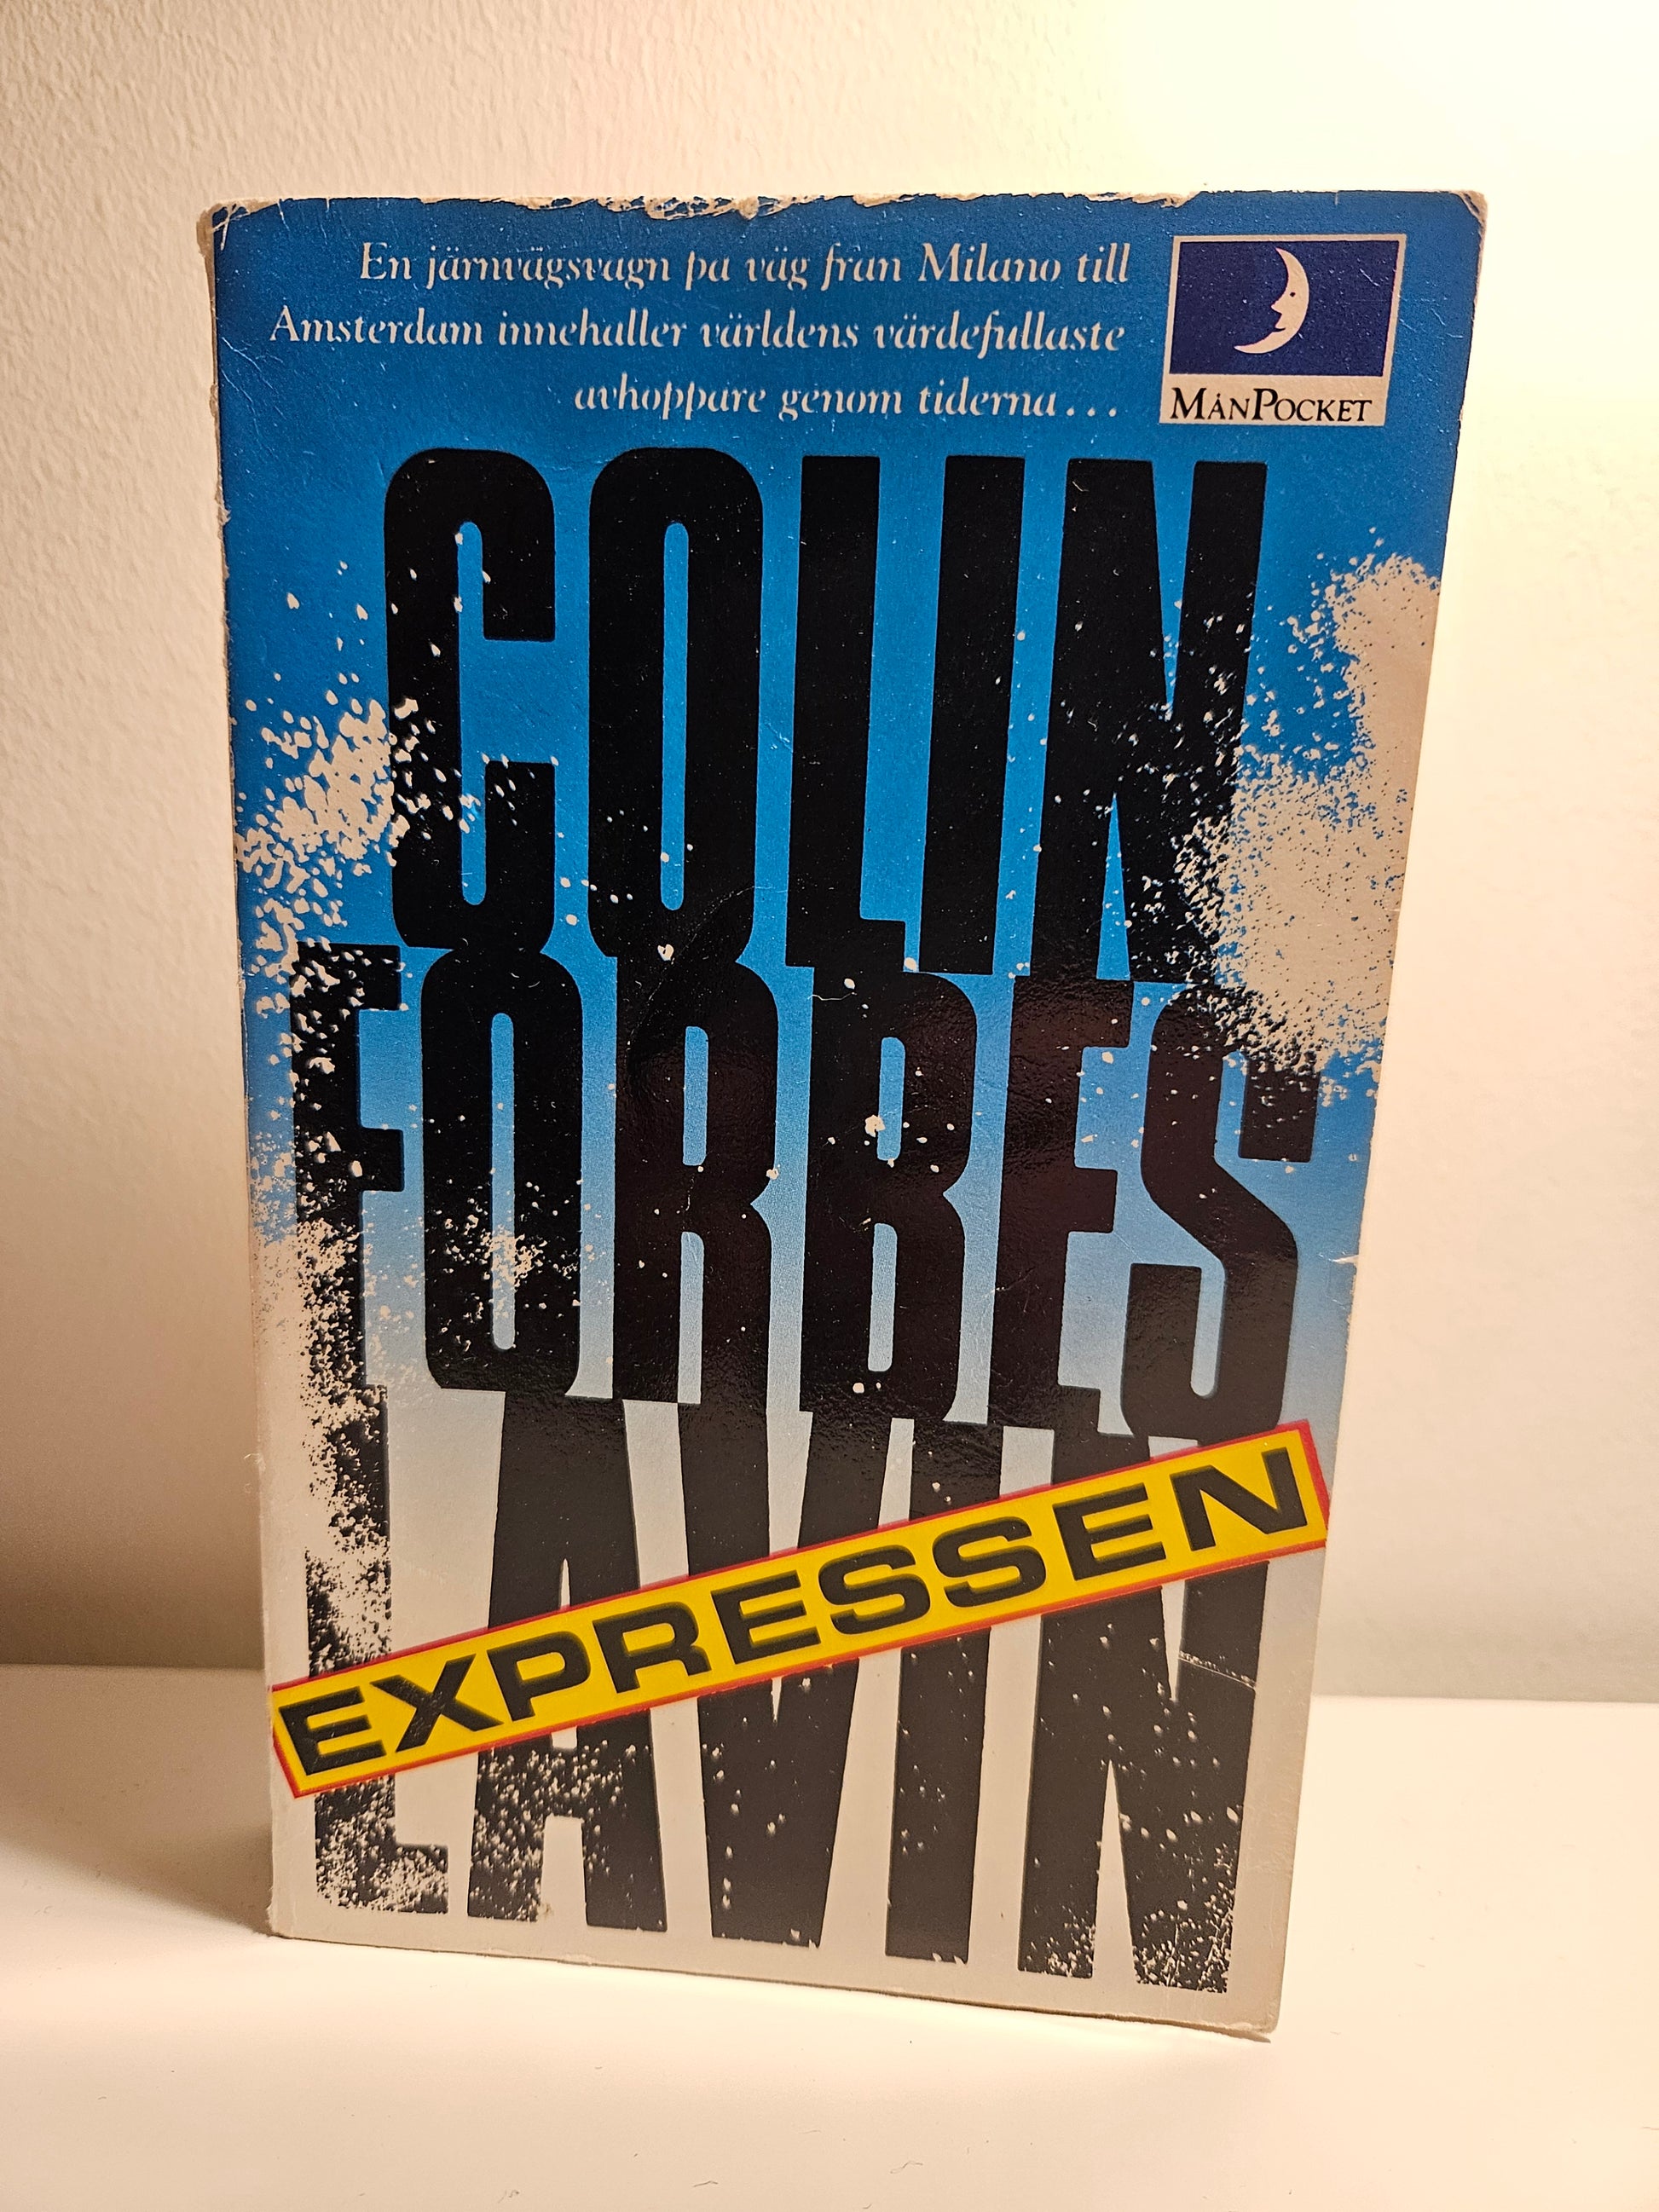 En järnvägsvagn på väg från Milano till
Amsterdam innehåller världens värdefullaste
avhoppare genom tiderna...
MÅNPOCKET
COLIN
FORBES
LAVIN
EXPRESSEN